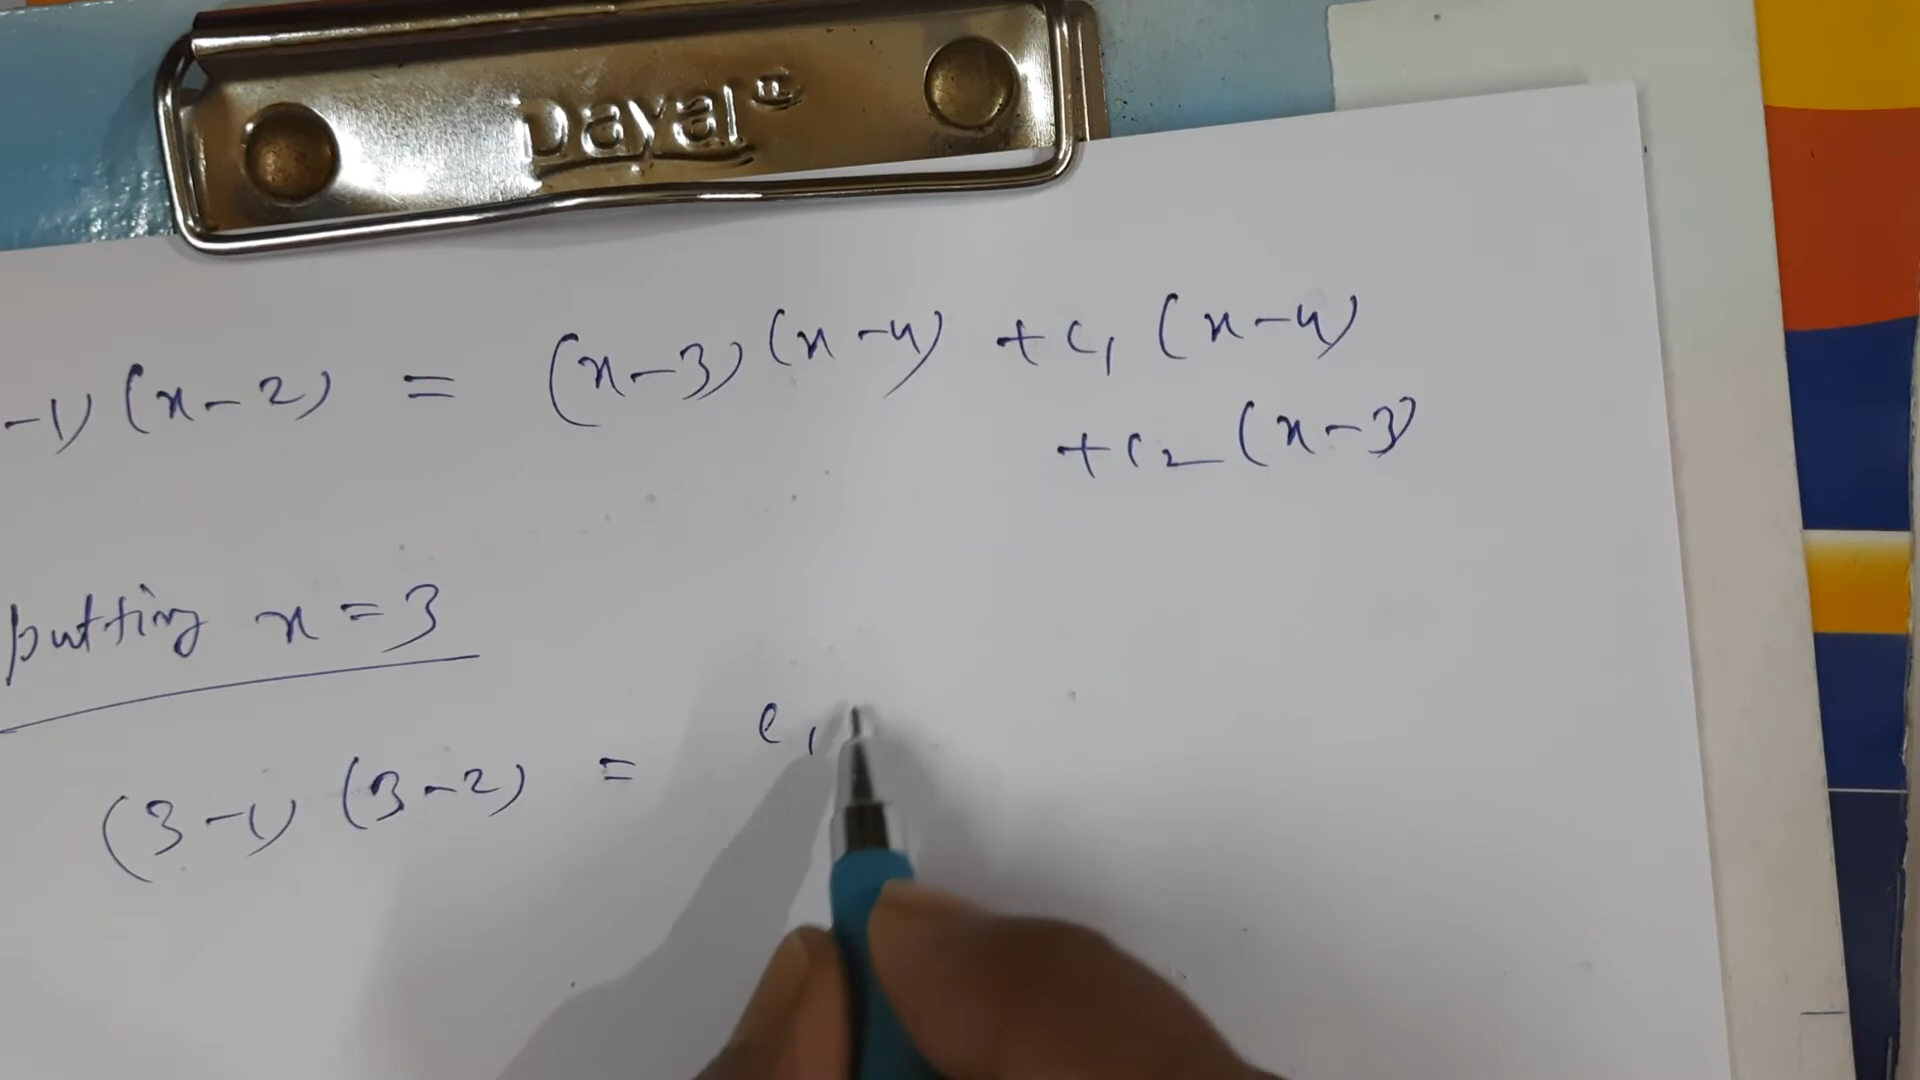 Dayal
-1) (x-2) = (x-3) (x-4) + c₁ (x-4)
+ c₂ (x-3)
putting x = 3
(3-1) (3-2) = c₁